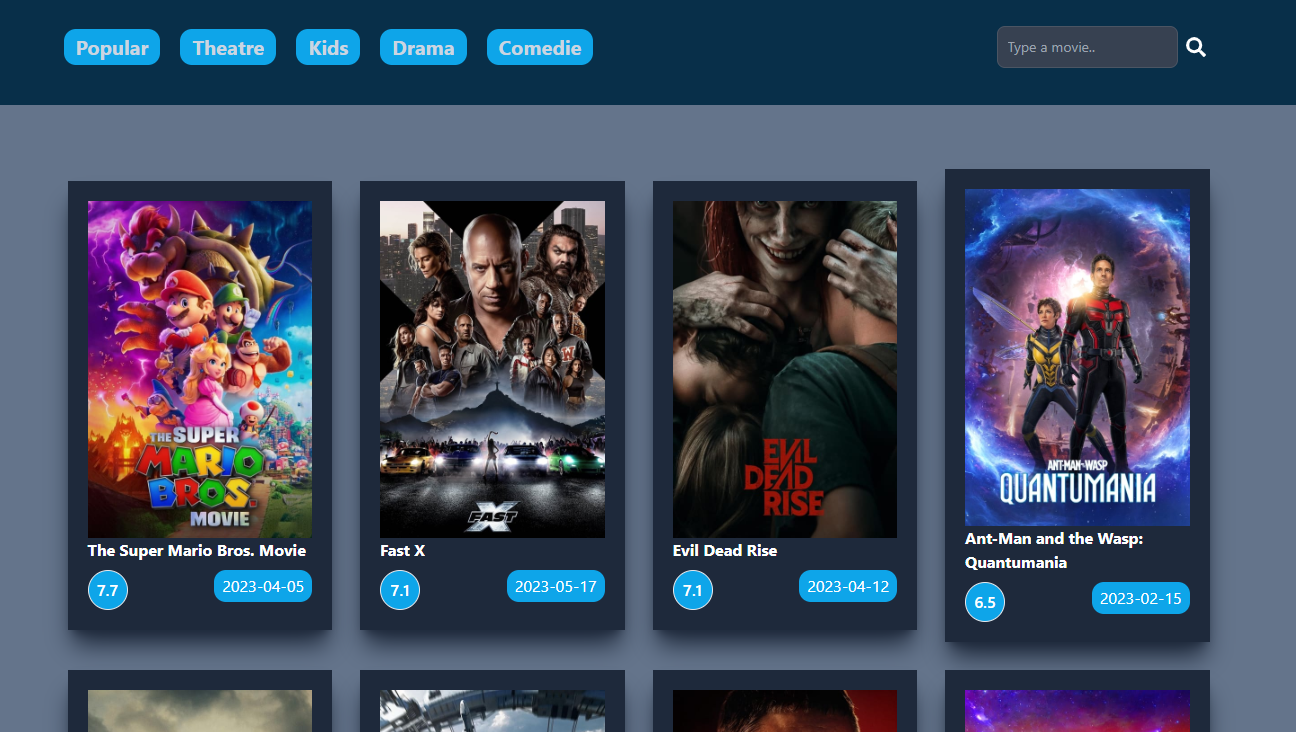 Popular
Theatre
Kids
Drama
Comedie
Type a movie..
THE SUPER
MARIO
BROS.
MOVIE
The Super Mario Bros. Movie
7.7
2023-04-05
X
FAST
Fast X
7.1
2023-05-17
EVIL
DEAD
RISE
Evil Dead Rise
7.1
2023-04-12
ANT-MAN AND THE WASP
QUANTUMANIA
Ant-Man and the Wasp:
Quantumania
6.5
2023-02-15